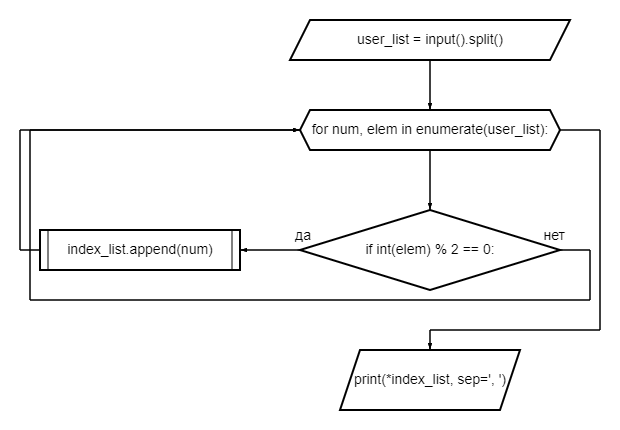 user_list = input().split()
for num, elem in enumerate(user_list):
да
нет
index_list.append(num)
if int(elem) % 2 == 0:
print(*index_list, sep=', ')